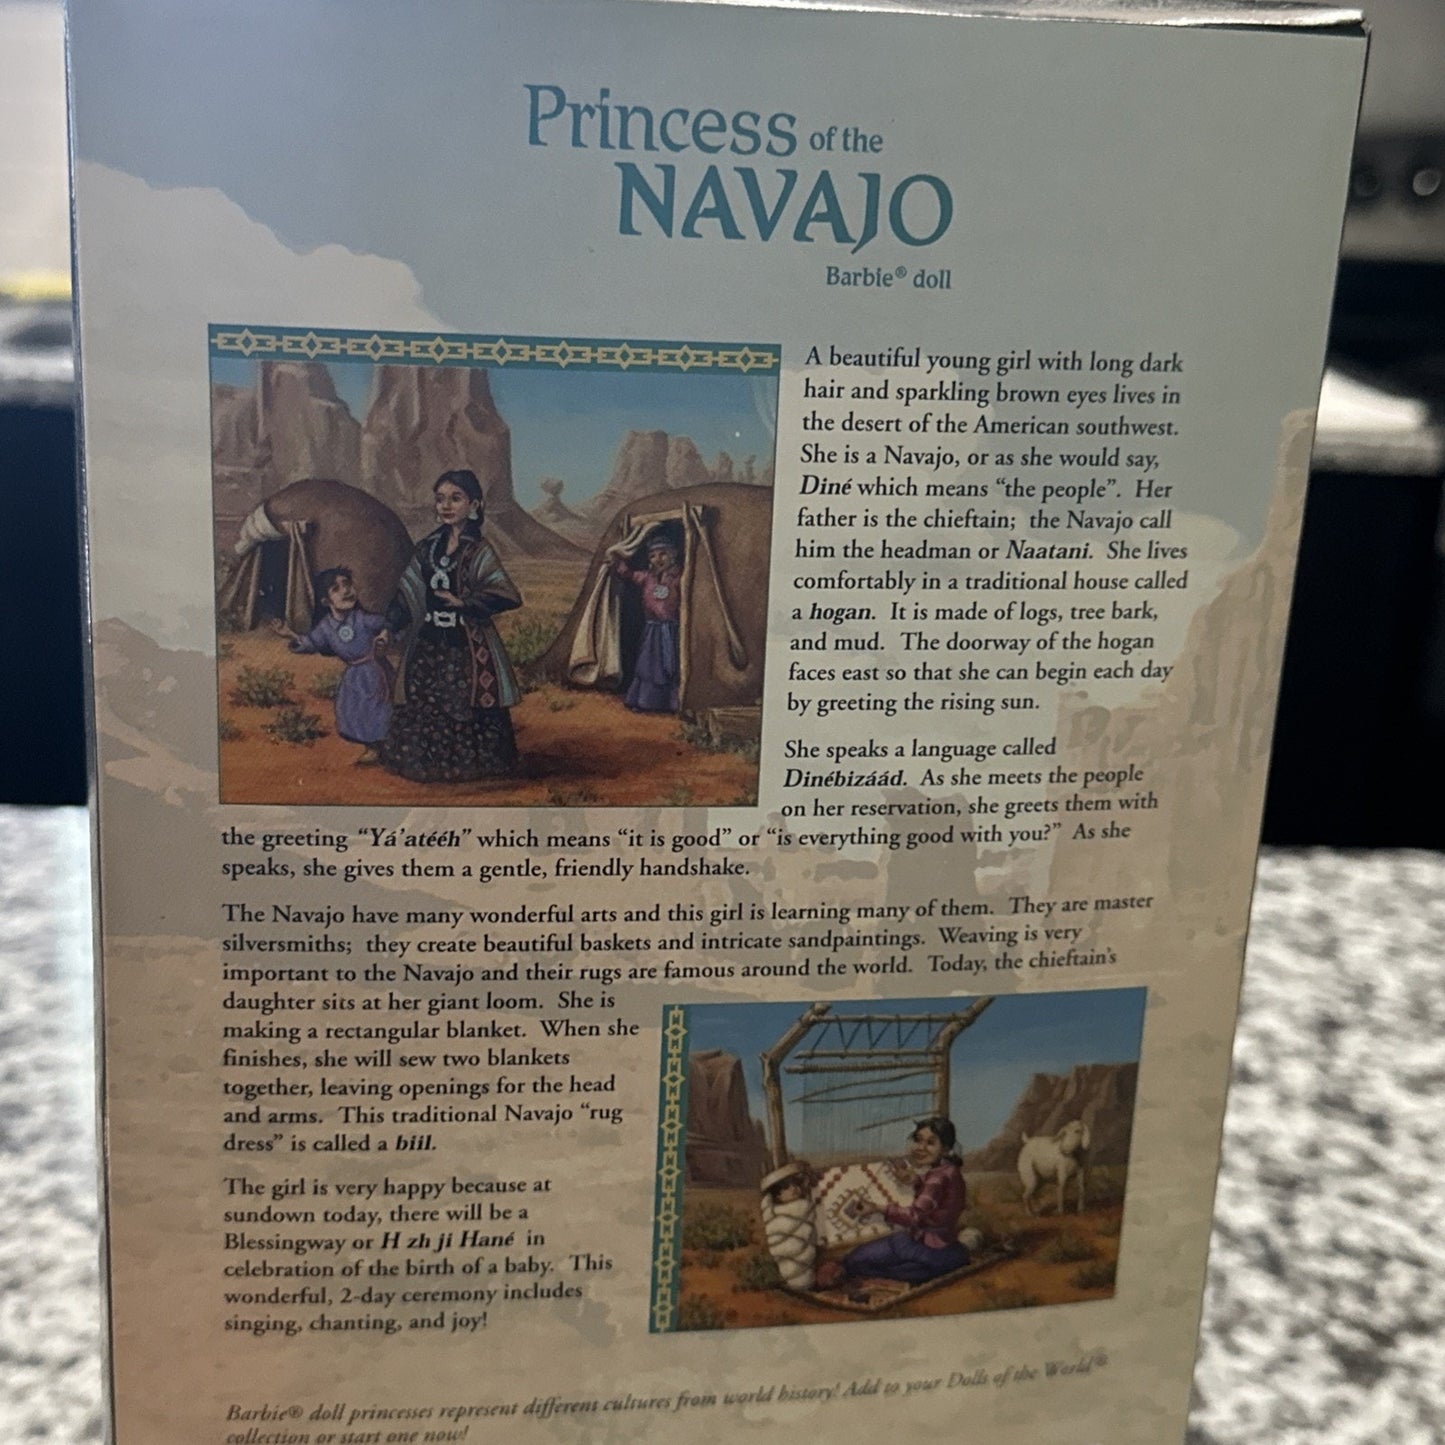 Princess of the
NAVAJO
Barbie® doll
A beautiful young girl with long dark
hair and sparkling brown eyes lives in
the desert of the American southwest.
She is a Navajo, or as she would say,
Diné which means “the people”. Her
father is the chieftain; the Navajo call
him the headman or Naatani. She lives
comfortably in a traditional house called
a hogan. It is made of logs, tree bark,
and mud. The doorway of the hogan
faces east so that she can begin each day
by greeting the rising sun.
She speaks a language called
Dinébizáád. As she meets the people
on her reservation, she greets them with
the greeting “Yá’atééh” which means “it is good” or “is everything good with you?” As she
speaks, she gives them a gentle, friendly handshake.
The Navajo have many wonderful arts and this girl is learning many of them. They are master
silversmiths; they create beautiful baskets and intricate sandpaintings. Weaving is very
important to the Navajo and their rugs are famous around the world. Today, the chieftain’s
daughter sits at her giant loom. She is
making a rectangular blanket. When she
finishes, she will sew two blankets
together, leaving openings for the head
and arms. This traditional Navajo “rug
dress” is called a biil.
The girl is very happy because at
sundown today, there will be a
Blessingway or H zh ji Hané in
celebration of the birth of a baby. This
wonderful, 2-day ceremony includes
singing, chanting, and joy!
Barbie® doll princesses represent different cultures from world history! Add to your Dolls of the World®
collection or start one now!